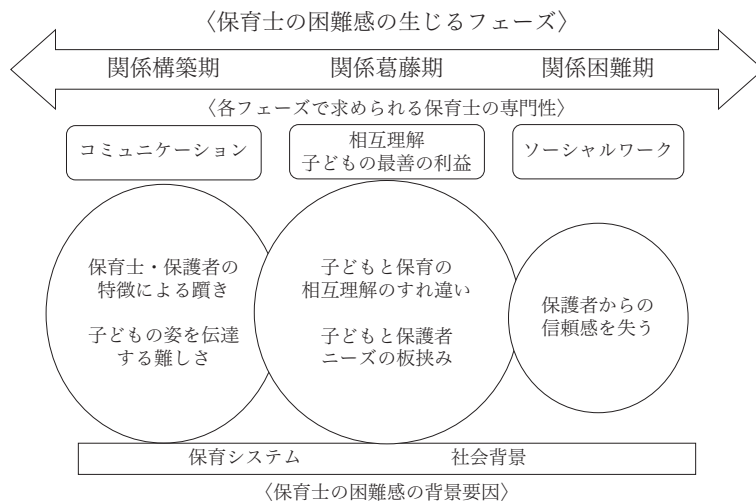 〈保育士の困難感の生じるフェーズ〉
関係構築期 関係葛藤期 関係困難期
〈各フェーズで求められる保育士の専門性〉
コミュニケーション
相互理解
子どもの最善の利益
ソーシャルワーク
保育士・保護者の
特徴による躓き
子どもの姿を伝達
する難しさ
子どもと保育の
相互理解のすれ違い
子どもと保護者
ニーズの板挟み
保護者からの
信頼感を失う
保育システム 社会背景
〈保育士の困難感の背景要因〉